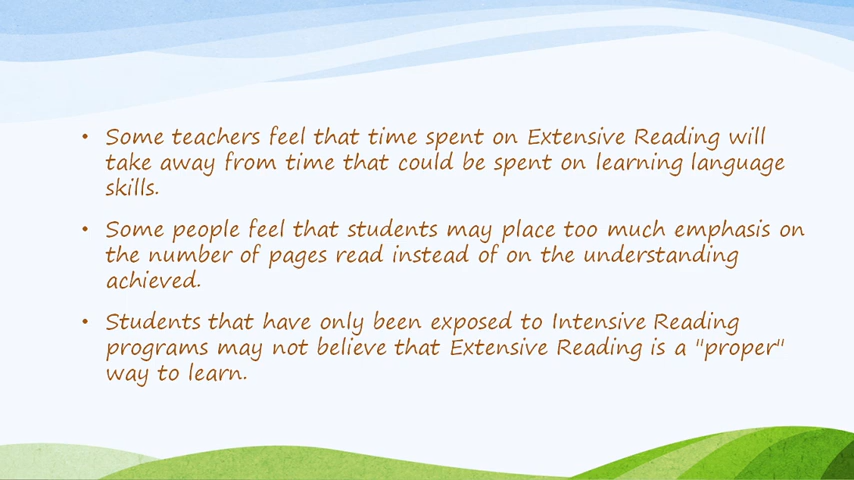 • Some teachers feel that time spent on Extensive Reading will
take away from time that could be spent on learning language
skills.
• Some people feel that students may place too much emphasis on
the number of pages read instead of on the understanding
achieved.
• Students that have only been exposed to Intensive Reading
programs may not believe that Extensive Reading is a "proper"
way to learn.